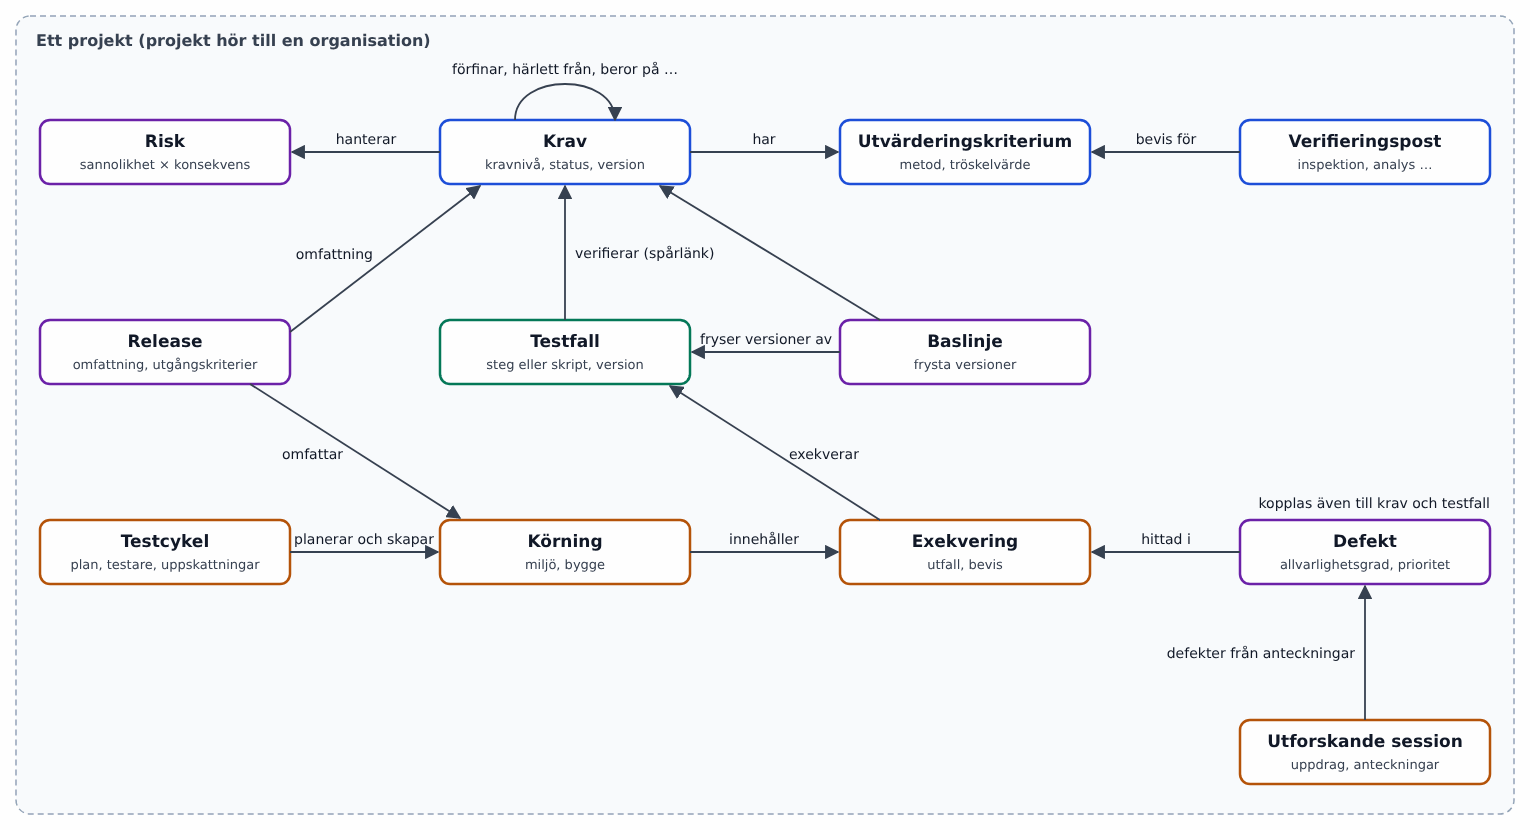 Ett projekt (projekt hör till en organisation)
förfinar, härlett från, beror på ...
Risk
sannolikhet × konsekvens
hanterar
Krav
kravnivå, status, version
har
Utvärderingskriterium
metod, tröskelvärde
bevis för
Verifieringspost
inspektion, analys ...
omfattning
verifierar (spårlänk)
Release
omfattning, utgångskriterier
Testfall
steg eller skript, version
fryser versioner av
Baslinje
frysta versioner
omfattar
exekverar
kopplas även till krav och testfall
Testcykel
plan, testare, uppskattningar
planerar och skapar
Körning
miljö, bygge
innehåller
Exekvering
utfall, bevis
hittad i
Defekt
allvarlighetsgrad, prioritet
defekter från anteckningar
Utforskande session
uppdrag, anteckningar